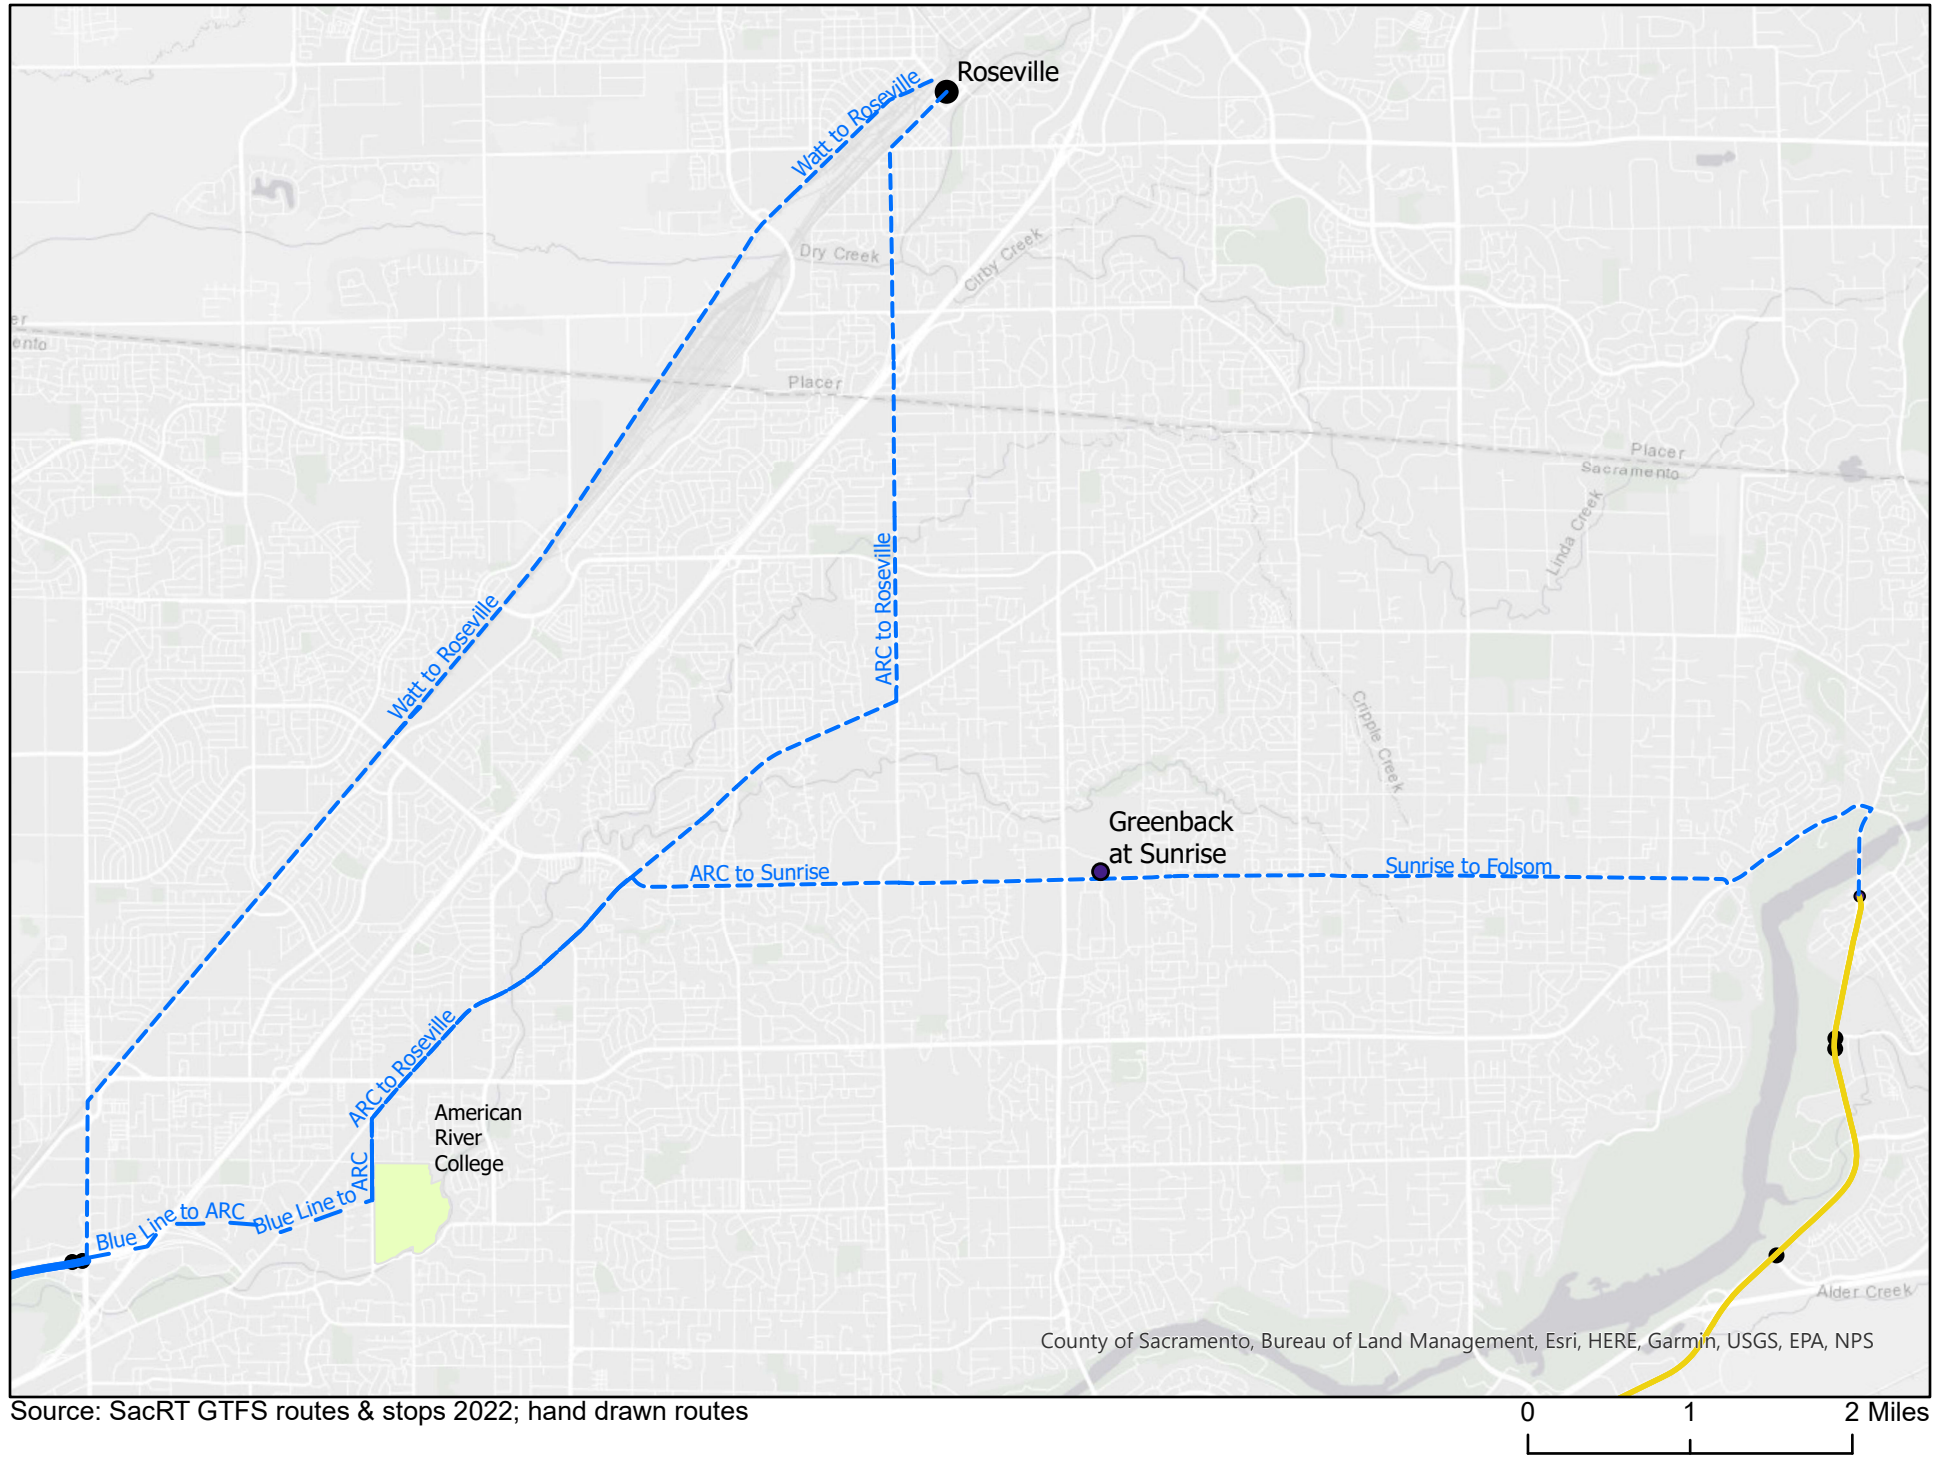 Roseville
Watt to Roseville
Dry Creek
Cirby Creek
er
ento
Placer
Placer
Sacramento
Linda Creek
ARC to Roseville
Watt to Roseville
Cripple Creek
Greenback
at Sunrise
ARC to Sunrise
Sunrise to Folsom
ARC to Roseville
American
River
College
Blue Line to ARC
Blue Line to ARC
Alder Creek
County of Sacramento, Bureau of Land Management, Esri, HERE, Garmin, USGS, EPA, NPS
Source: SacRT GTFS routes & stops 2022; hand drawn routes
0 1 2 Miles